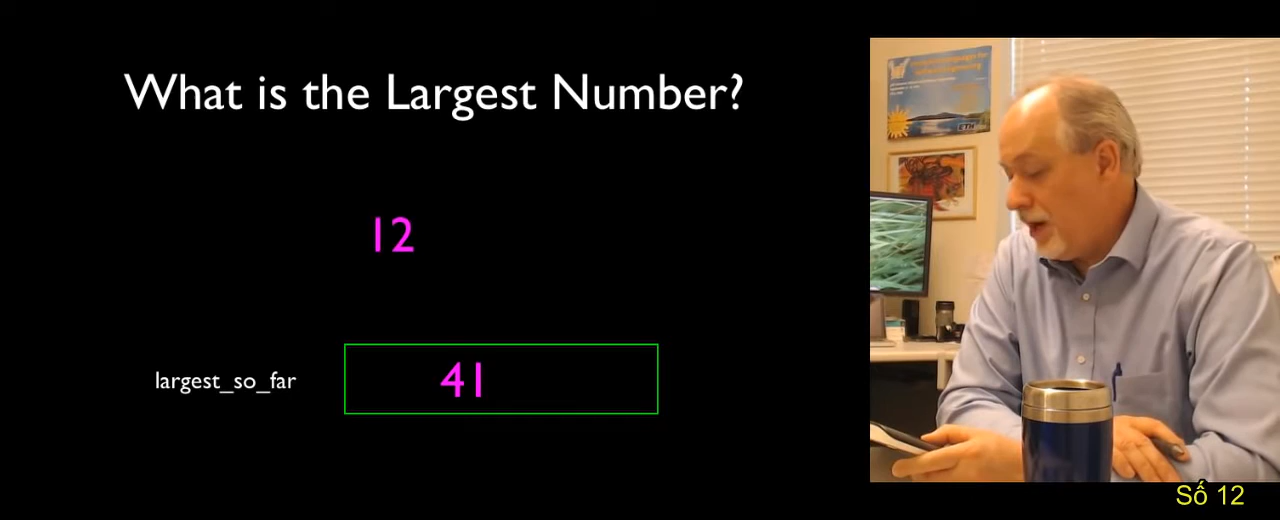 What is the Largest Number?
12
largest_so_far
41
Số 12